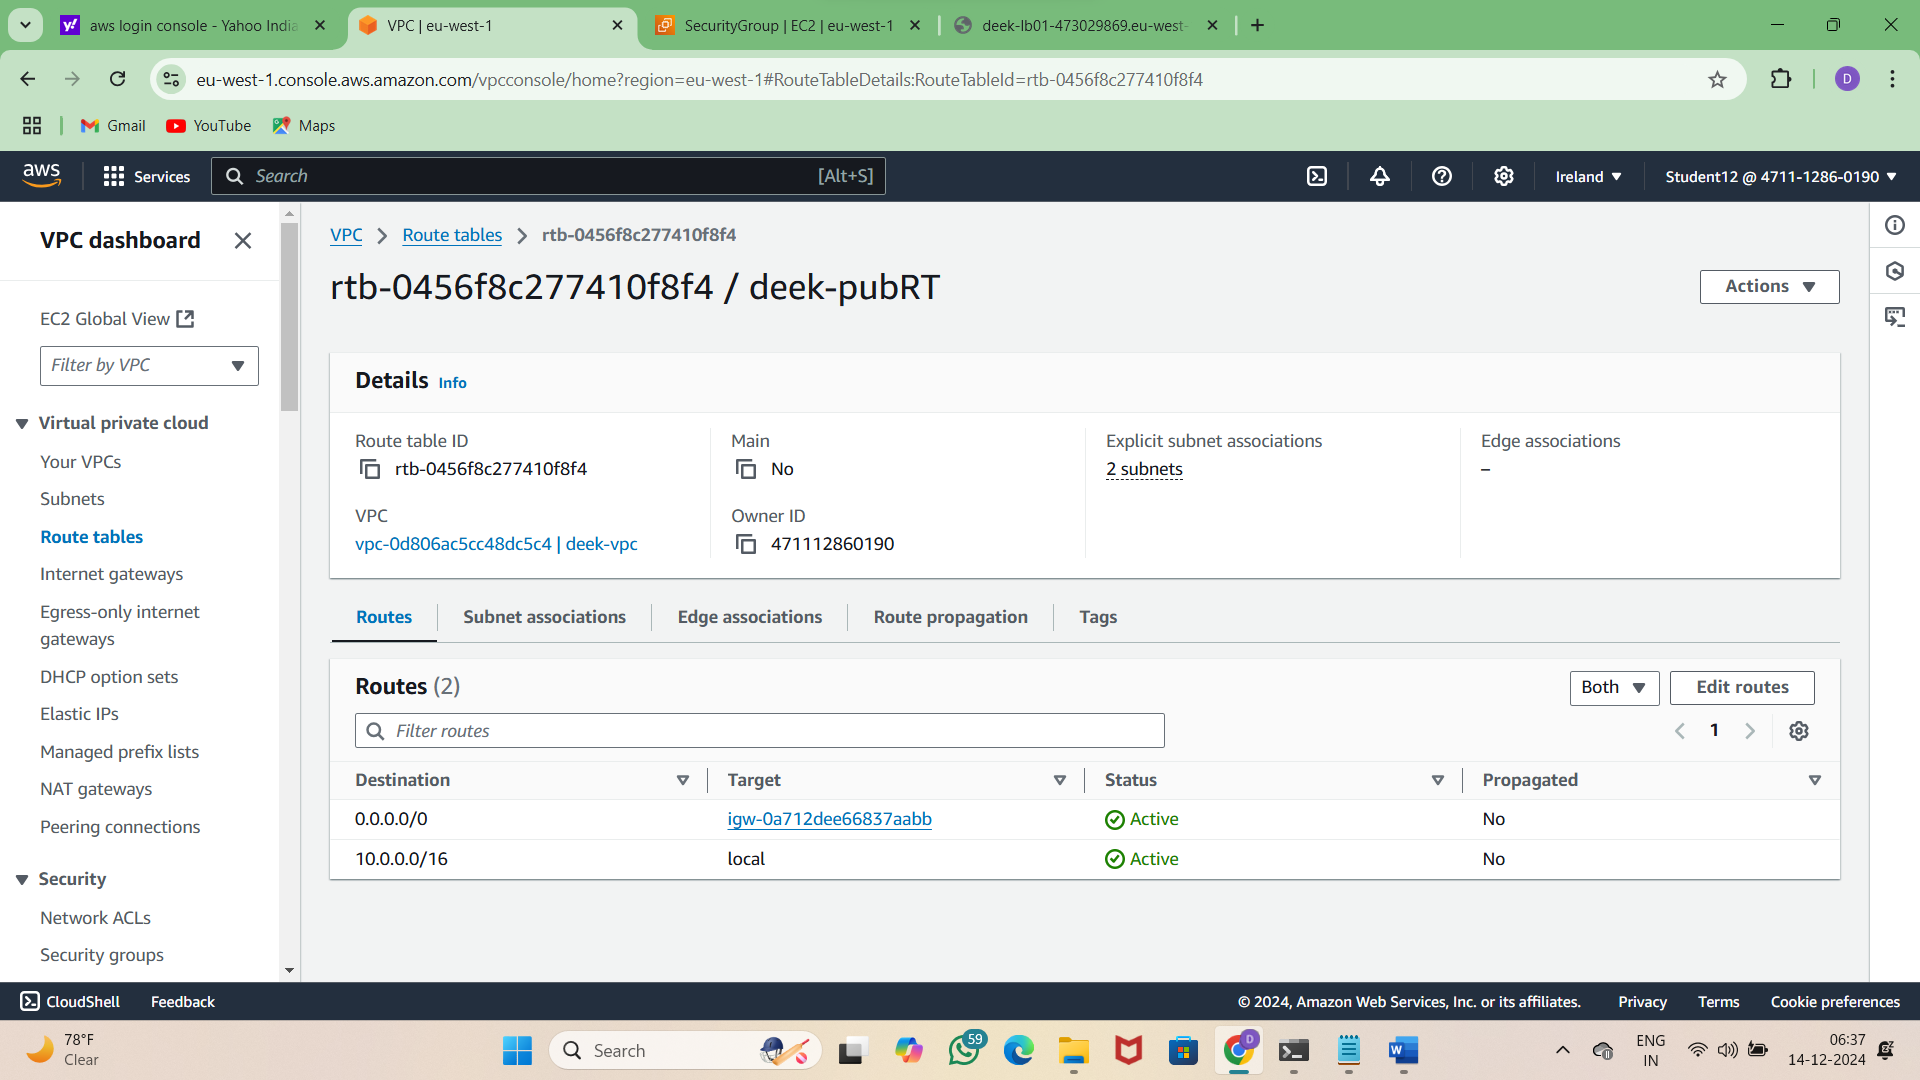 aws login console - Yahoo India
VPC | eu-west-1
SecurityGroup | EC2 | eu-west-1
deek-lb01-473029869.eu-west-
eu-west-1.console.aws.amazon.com/vpcconsole/home?region=eu-west-1#RouteTableDetails:RouteTableId=rtb-0456f8c277410f8f4
D
Gmail
YouTube
Maps
aws
Services
Search
[Alt+S]
Ireland
Student12 @ 4711-1286-0190
VPC dashboard
EC2 Global View
Filter by VPC
Virtual private cloud
Your VPCs
Subnets
Route tables
Internet gateways
Egress-only internet
gateways
DHCP option sets
Elastic IPs
Managed prefix lists
NAT gateways
Peering connections
Security
Network ACLs
Security groups
VPC
Route tables
rtb-0456f8c277410f8f4
rtb-0456f8c277410f8f4 / deek-pubRT
Actions
Details Info
Route table ID
rtb-0456f8c277410f8f4
Main
No
Explicit subnet associations
2 subnets
Edge associations
–
VPC
vpc-0d806ac5cc48dc5c4 | deek-vpc
Owner ID
471112860190
Routes
Subnet associations
Edge associations
Route propagation
Tags
Routes (2)
Both
Edit routes
Filter routes
1
Destination Target Status Propagated
0.0.0.0/0 igw-0a712dee66837aabb Active No
10.0.0.0/16 local Active No
CloudShell
Feedback
© 2024, Amazon Web Services, Inc. or its affiliates.
Privacy
Terms
Cookie preferences
78°F
Clear
Search
59
D
W
ENG
IN
06:37
14-12-2024